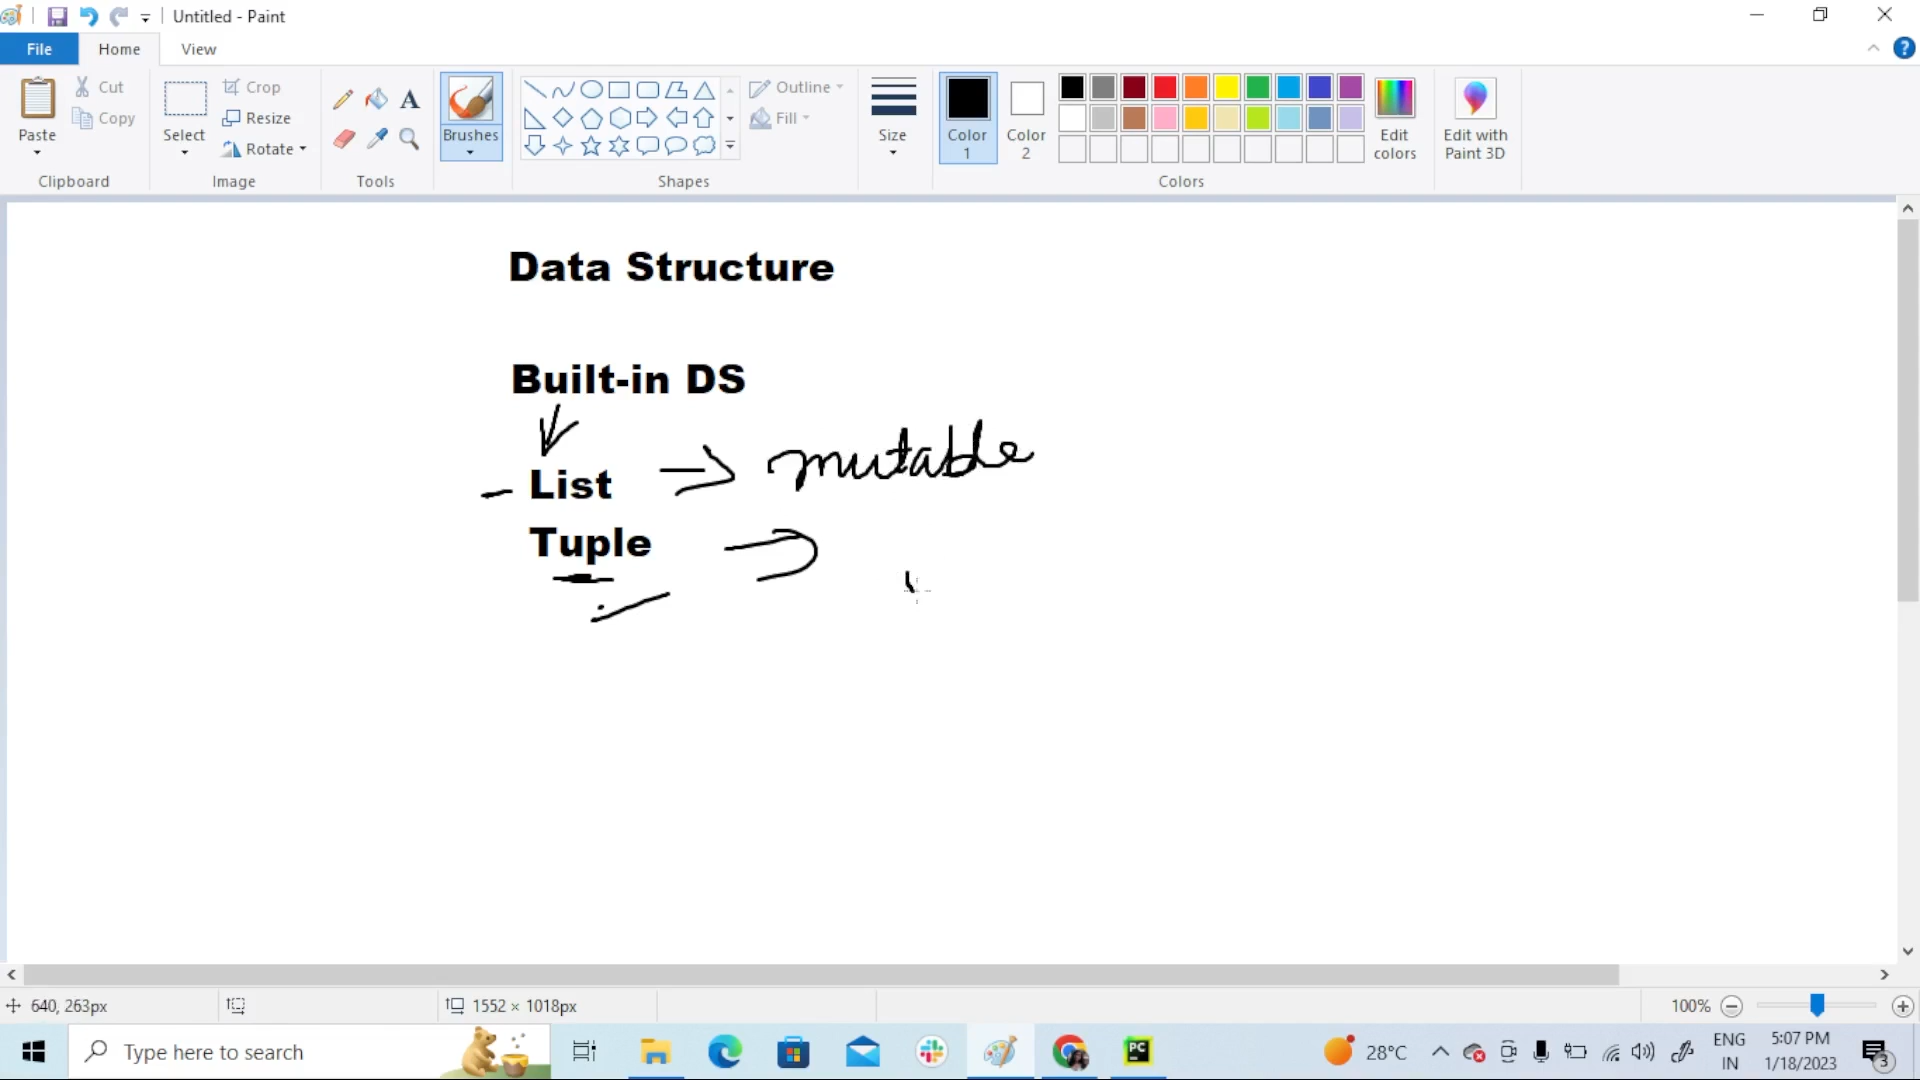 Untitled - Paint
File Home View
Paste Cut Copy Clipboard
Select Crop Resize Rotate Image
Tools
Brushes
Shapes
Outline Fill
Size
Color 1 Color 2 Colors
Edit colors
Edit with Paint 3D
Data Structure
Built-in DS
List mutable
Tuple
640, 263px 1552 × 1018px 100%
Type here to search
PC
28°C ENG IN 5:07 PM 1/18/2023 3